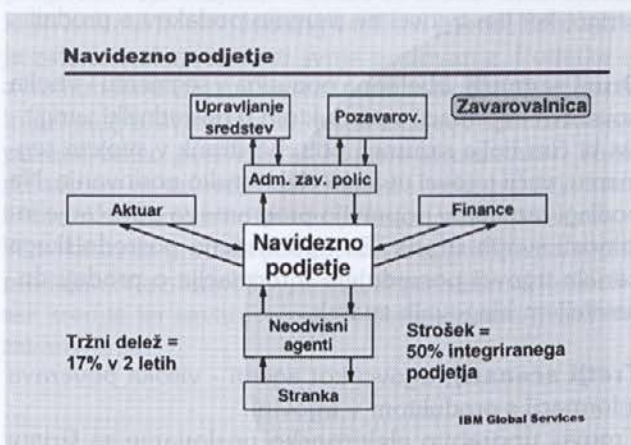 Navidezno podjetje
Upravljanje
sredstev
Pozavarov.
Zavarovalnica
Adm. zav. polic
Aktuar
Finance
Navidezno
podjetje
Neodvisni
agenti
Tržni delež =
17% v 2 letih
Strošek =
50% integriranega
podjetja
Stranka
IBM Global Services